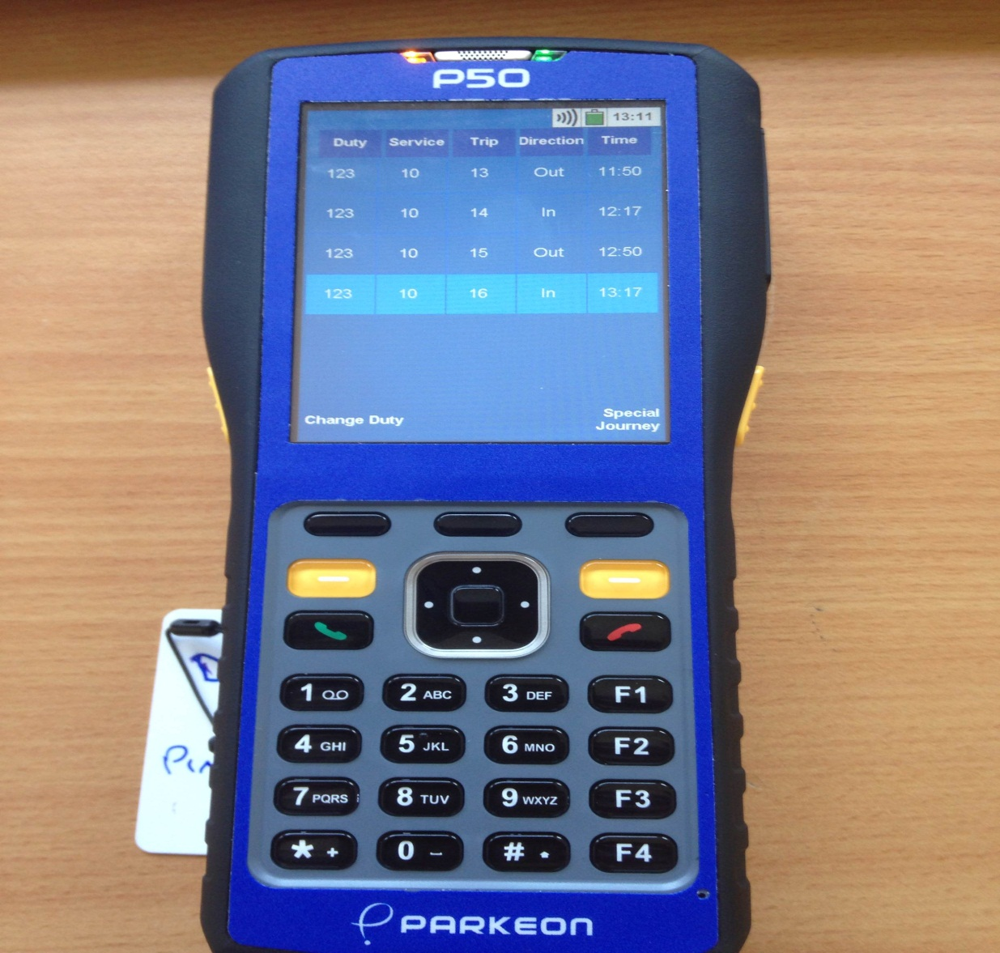 P50
13:11
Duty Service Trip Direction Time
123 10 13 Out 11:50
123 10 14 In 12:17
123 10 15 Out 12:50
123 10 16 In 13:17
Change Duty
Special
Journey
1
2 ABC
3 DEF
F1
4 GHI
5 JKL
6 MNO
F2
7 PQRS
8 TUV
9 WXYZ
F3
* +
0
#
F4
PARKEON